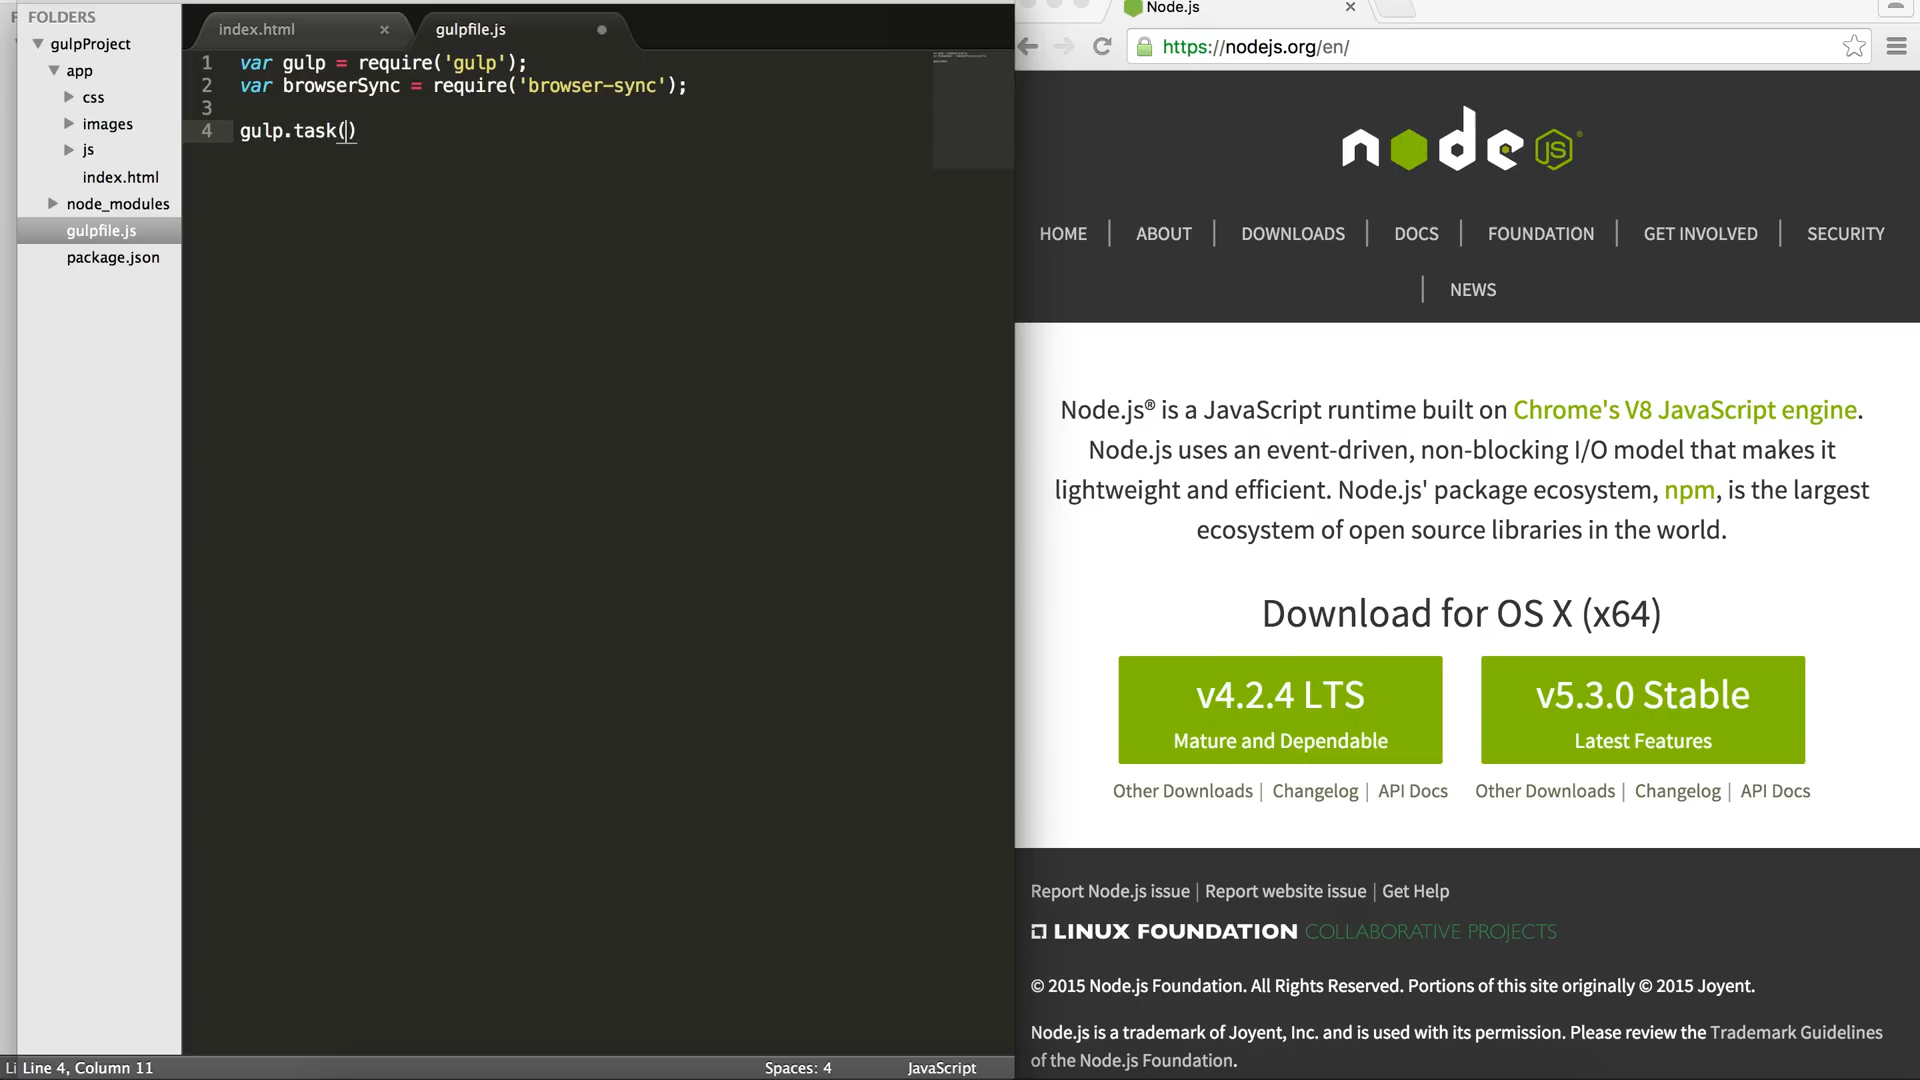 FOLDERS
gulpProject
app
css
images
js
index.html
node_modules
gulpfile.js
package.json
index.html
gulpfile.js
1 var gulp = require('gulp');
2 var browserSync = require('browser-sync');
3
4 gulp.task()
Li Line 4, Column 11
Spaces: 4
JavaScript
Node.js
https://nodejs.org/en/
node JS ®
HOME | ABOUT | DOWNLOADS | DOCS | FOUNDATION | GET INVOLVED | SECURITY
| NEWS
Node.js® is a JavaScript runtime built on Chrome's V8 JavaScript engine.
Node.js uses an event-driven, non-blocking I/O model that makes it
lightweight and efficient. Node.js' package ecosystem, npm, is the largest
ecosystem of open source libraries in the world.
Download for OS X (x64)
v4.2.4 LTS
Mature and Dependable
v5.3.0 Stable
Latest Features
Other Downloads | Changelog | API Docs
Other Downloads | Changelog | API Docs
Report Node.js issue | Report website issue | Get Help
LINUX FOUNDATION COLLABORATIVE PROJECTS
© 2015 Node.js Foundation. All Rights Reserved. Portions of this site originally © 2015 Joyent.
Node.js is a trademark of Joyent, Inc. and is used with its permission. Please review the Trademark Guidelines
of the Node.js Foundation.